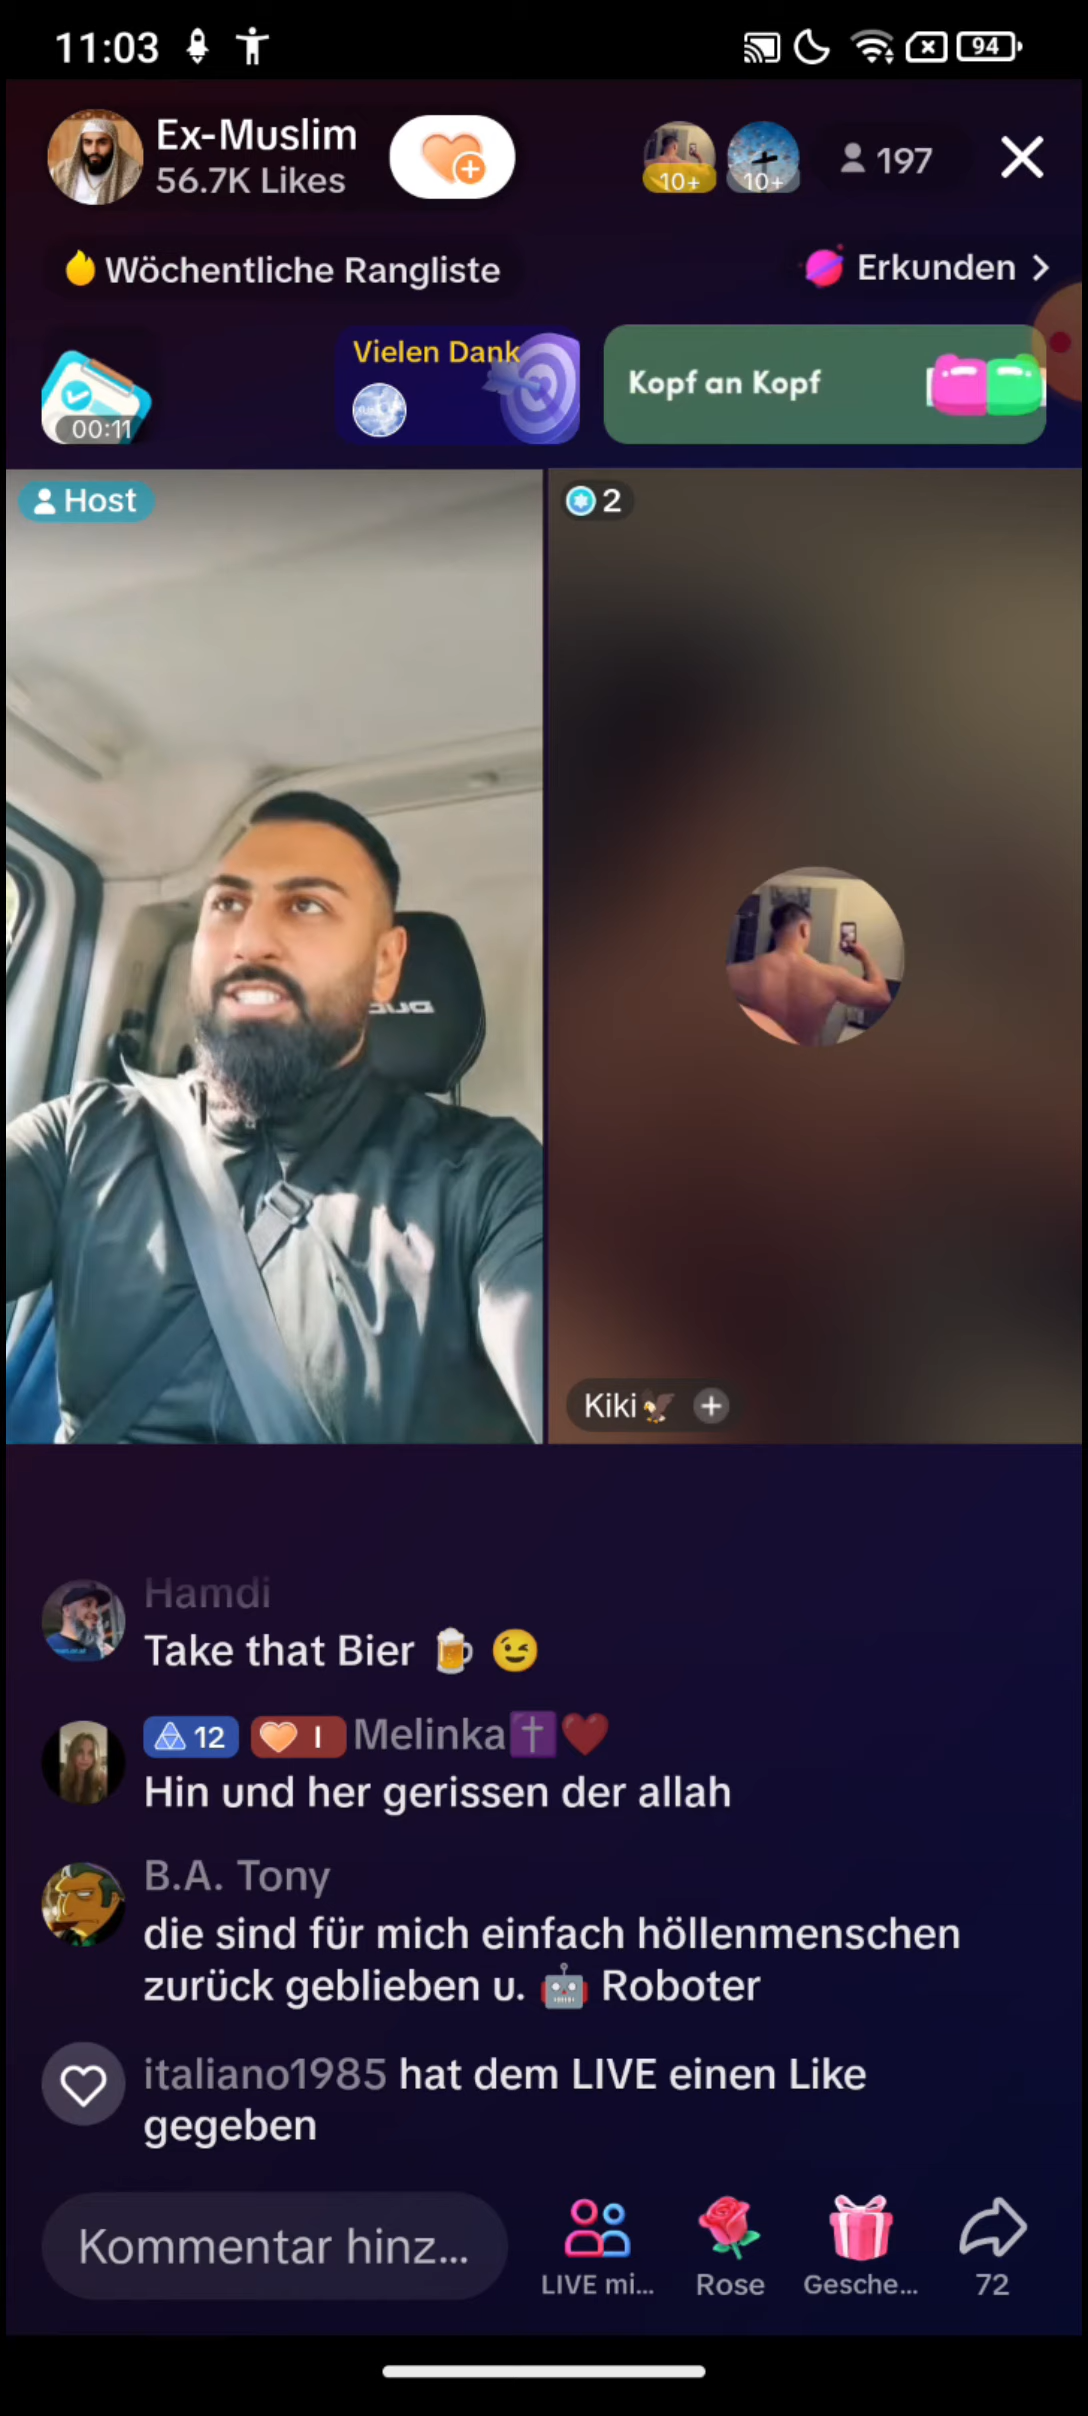 11:03
94
Ex-Muslim
56.7K Likes
10+
10+
197
Wöchentliche Rangliste
Erkunden >
00:11
Vielen Dank
Kopf an Kopf
Host
2
Kiki
Hamdi
Take that Bier 🍺 😉
12 I Melinka✝️❤️
Hin und her gerissen der allah
B.A. Tony
die sind für mich einfach höllenmenschen
zurück geblieben u. 🤖 Roboter
italiano1985 hat dem LIVE einen Like
gegeben
Kommentar hinz...
LIVE mi...
Rose
Gesche...
72